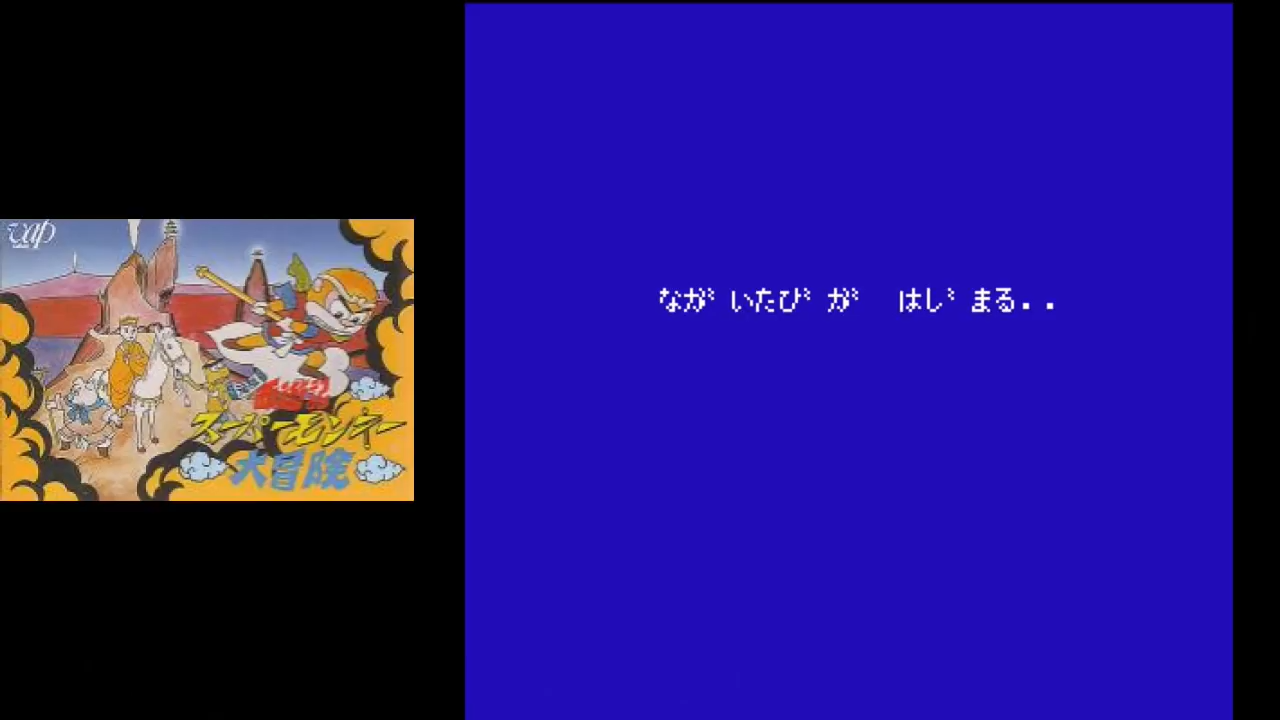 vap
スーパーモンキー
大冒険
ながいたびが はじまる..